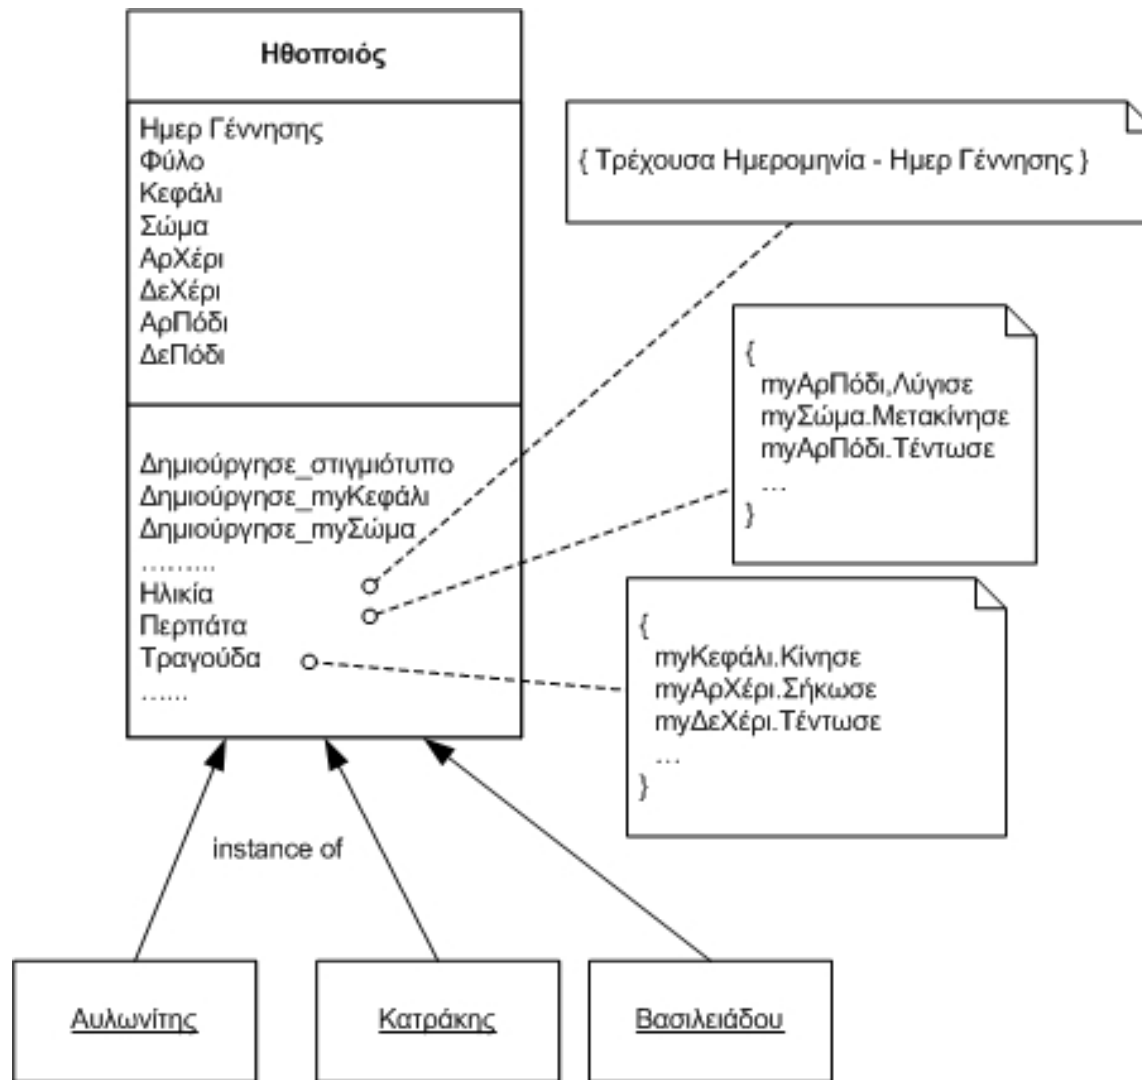 Ηθοποιός
Ημερ Γέννησης
Φύλο
Κεφάλι
Σώμα
ΑρΧέρι
ΔεΧέρι
ΑρΠόδι
ΔεΠόδι
Δημιούργησε_στιγμιότυπο
Δημιούργησε_myΚεφάλι
Δημιούργησε_myΣώμα
……….
Ηλικία
Περπάτα
Τραγούδα
……
{ Τρέχουσα Ημερομηνία - Ημερ Γέννησης }
{
myΑρΠόδι,Λύγισε
myΣώμα.Μετακίνησε
myΑρΠόδι.Τέντωσε
…
}
{
myΚεφάλι.Κίνησε
myΑρΧέρι.Σήκωσε
myΔεΧέρι.Τέντωσε
…
}
instance of
Αυλωνίτης
Κατράκης
Βασιλειάδου